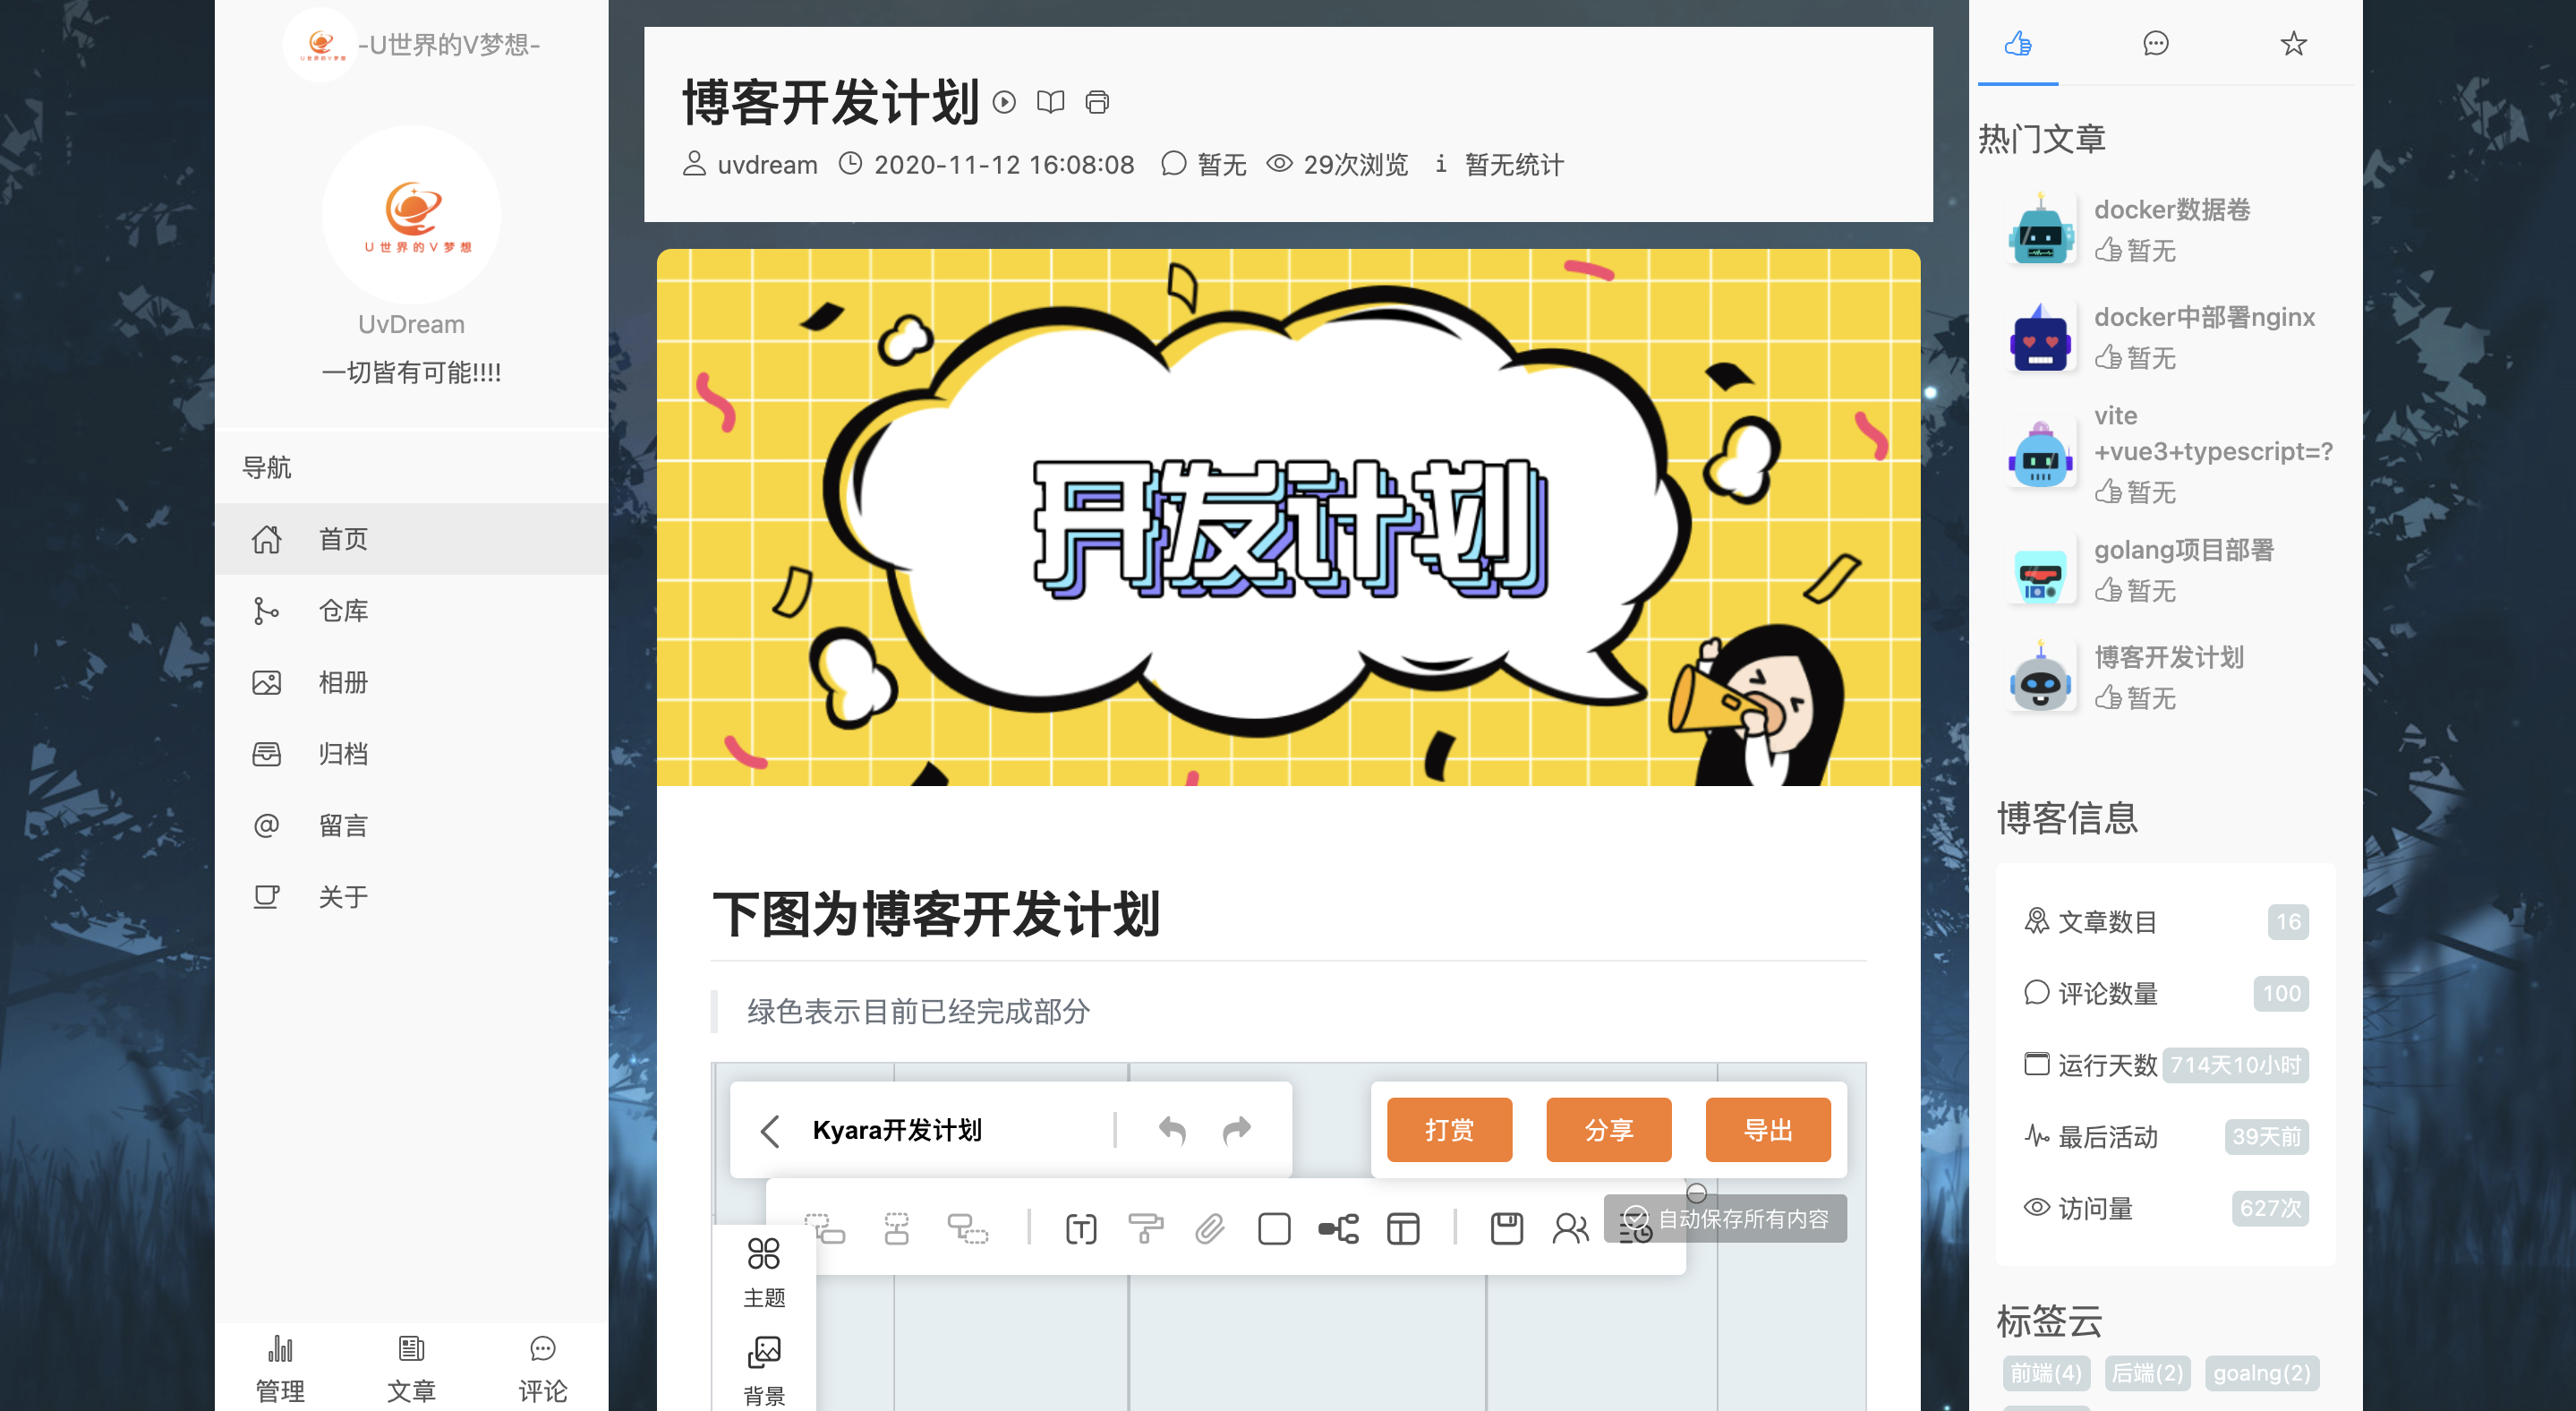 U世界的V梦想
-U世界的V梦想-
U世界的V梦想
UvDream
一切皆有可能!!!!
导航
首页
仓库
相册
归档
留言
关于
管理
文章
评论
博客开发计划
uvdream 2020-11-12 16:08:08 暂无 29次浏览 暂无统计
开发计划
下图为博客开发计划
绿色表示目前已经完成部分
Kyara开发计划
打赏
分享
导出
自动保存所有内容
主题
背景
热门文章
docker数据卷
暂无
docker中部署nginx
暂无
vite
+vue3+typescript=?
暂无
golang项目部署
暂无
博客开发计划
暂无
博客信息
文章数目 16
评论数量 100
运行天数 714天10小时
最后活动 39天前
访问量 627次
标签云
前端(4) 后端(2) goalng(2)